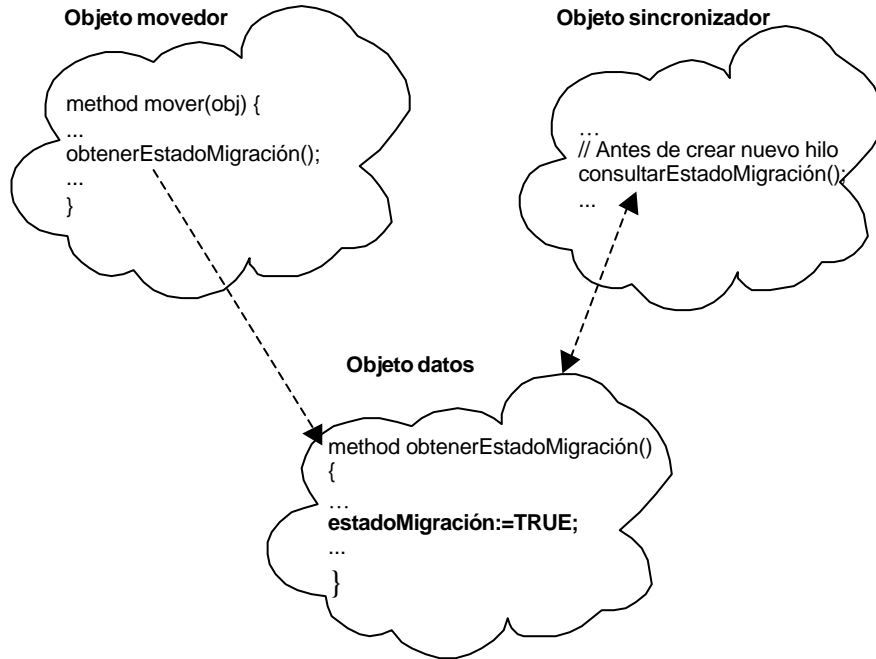 Objeto movedor
method mover(obj) {
...
obtenerEstadoMigración();
...
}
Objeto sincronizador
...
// Antes de crear nuevo hilo
consultarEstadoMigración();
...
Objeto datos
method obtenerEstadoMigración()
{
...
estadoMigración:=TRUE;
...
}